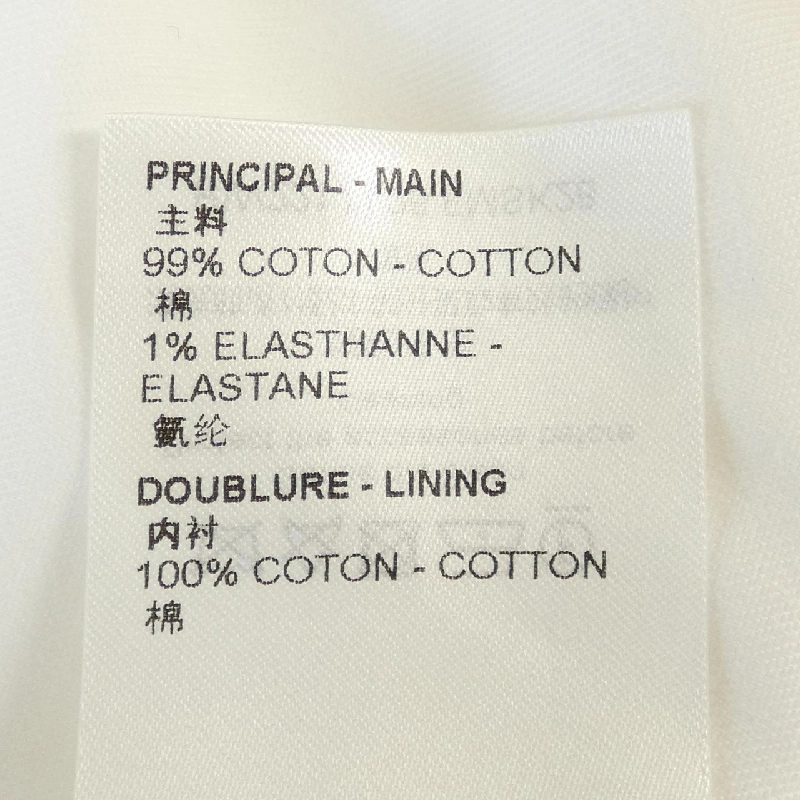 PRINCIPAL - MAIN
主料
99% COTON - COTTON
棉
1% ELASTHANNE -
ELASTANE
氨纶
DOUBLURE - LINING
内衬
100% COTON - COTTON
棉